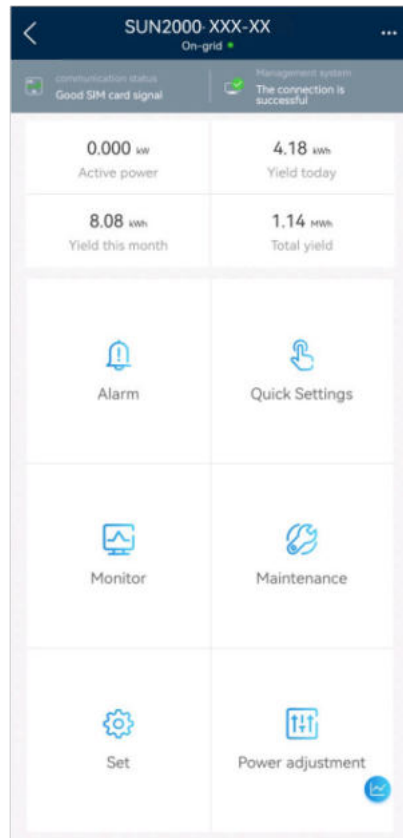 SUN2000-XXX-XX
On-grid
communication status
Good SIM card signal
Management system
The connection is
successful
0.000 kW
Active power
4.18 kWh
Yield today
8.08 kWh
Yield this month
1.14 MWh
Total yield
Alarm
Quick Settings
Monitor
Maintenance
Set
Power adjustment